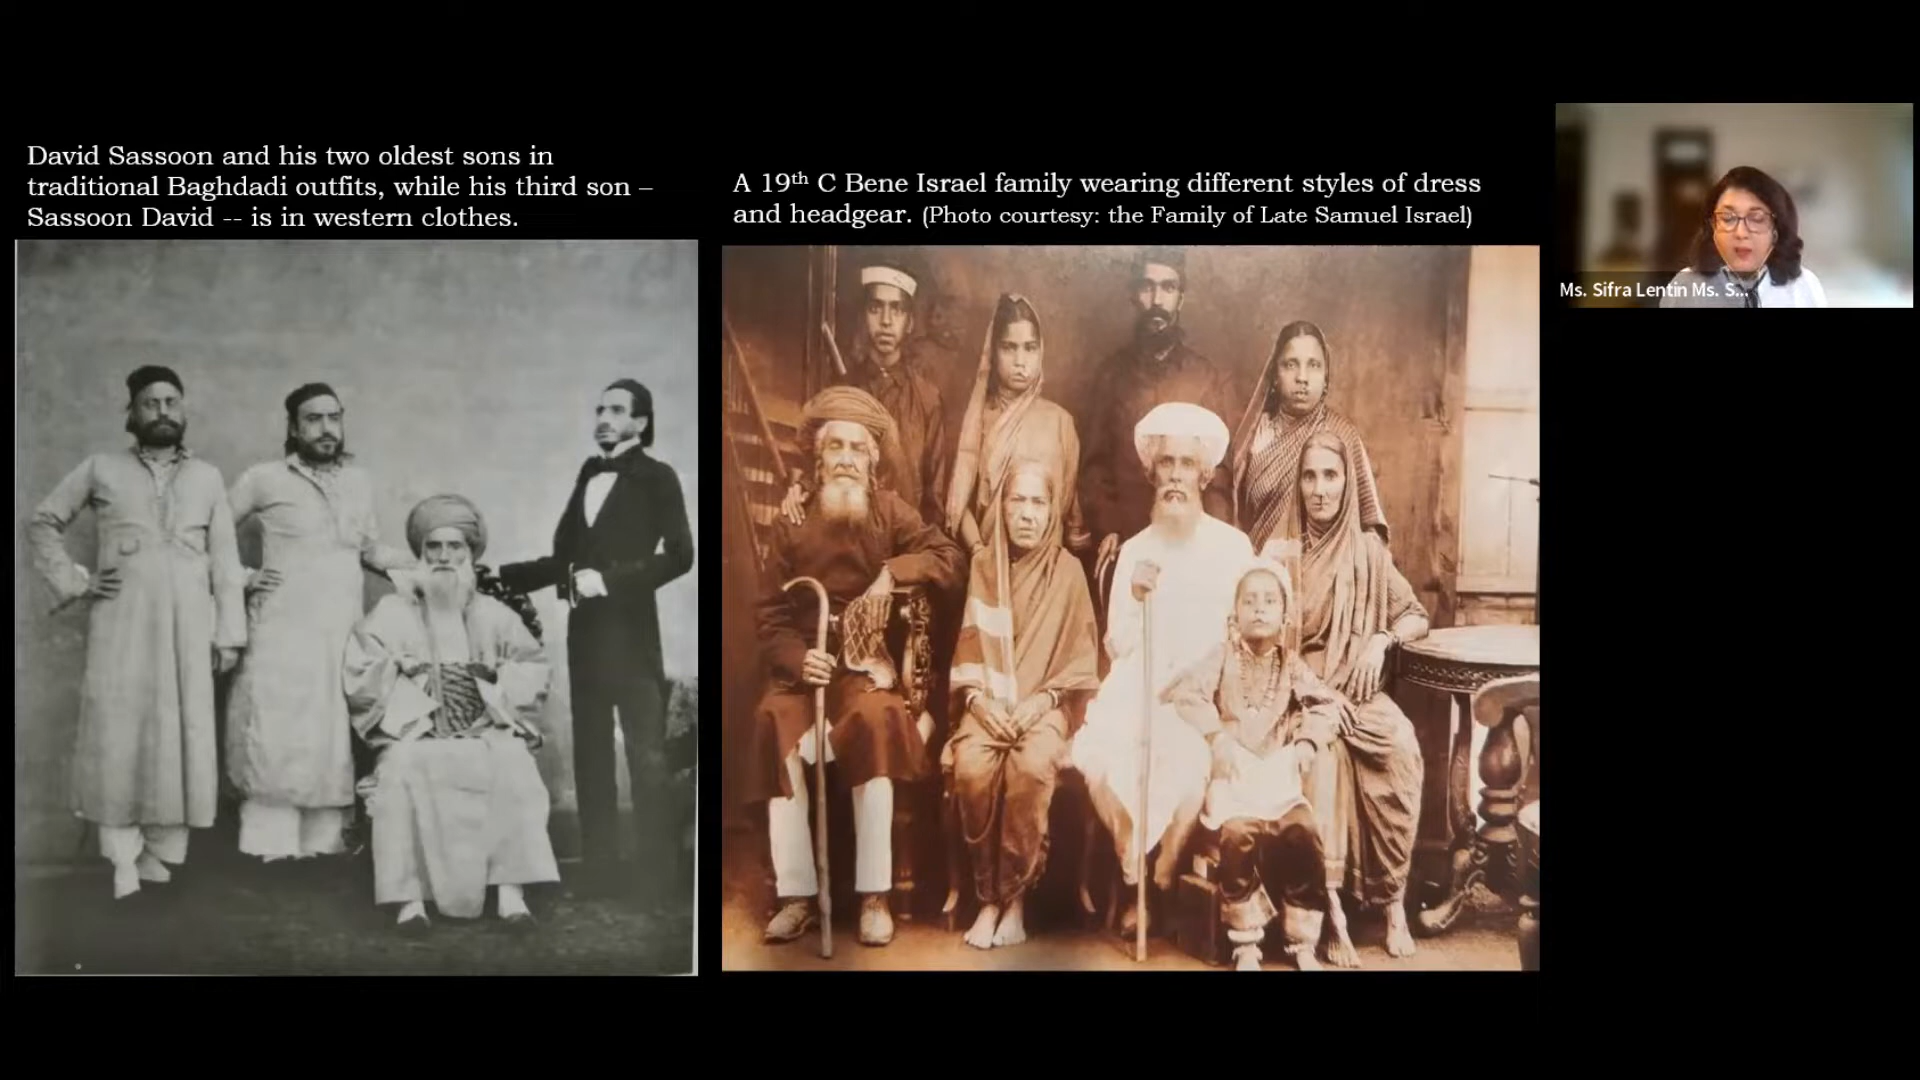 David Sassoon and his two oldest sons in
traditional Baghdadi outfits, while his third son –
Sassoon David -- is in western clothes.
A 19th C Bene Israel family wearing different styles of dress
and headgear. (Photo courtesy: the Family of Late Samuel Israel)
Ms. Sifra Lentin Ms. S...